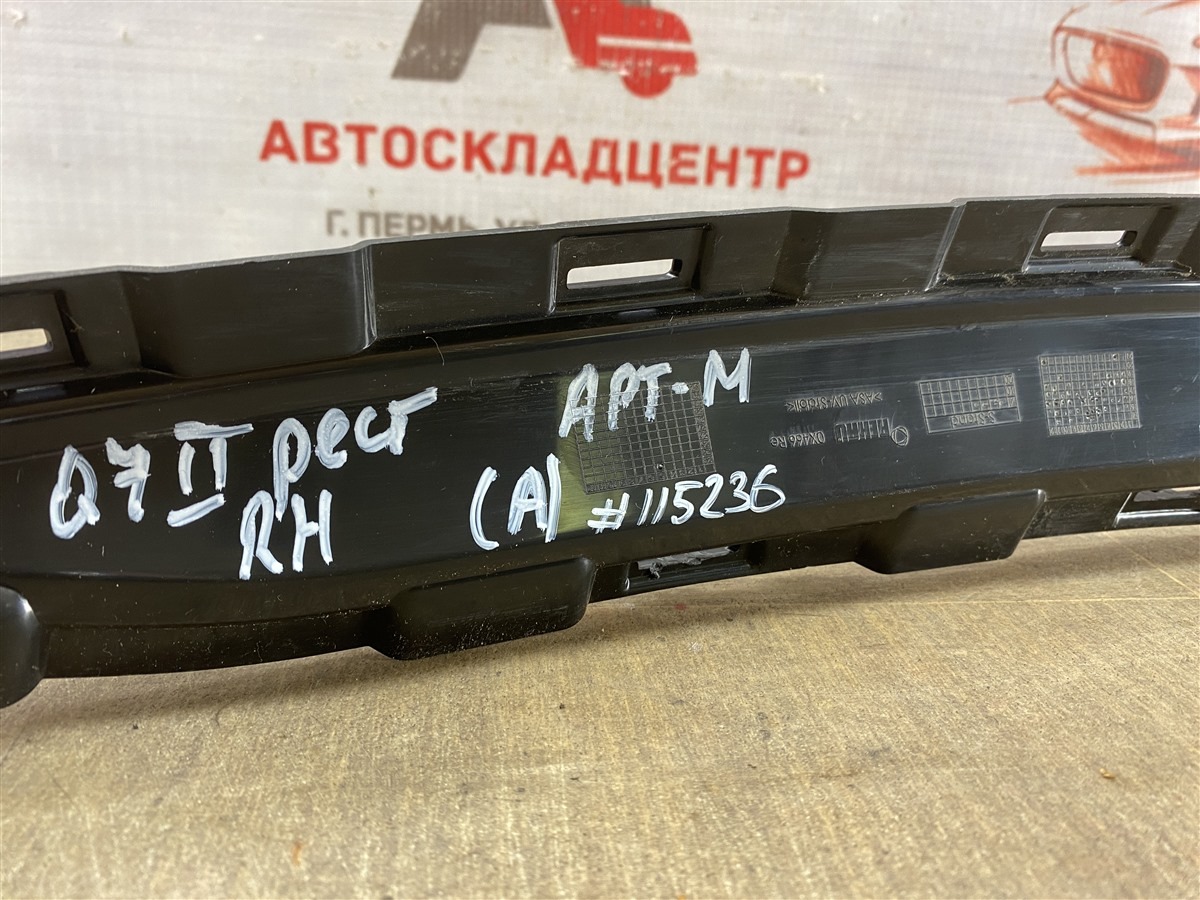 АВТОСКЛАДЦЕНТР
Г. ПЕРМЬ,
Q7 II рест
RH
АРТ-М
(А) #115236